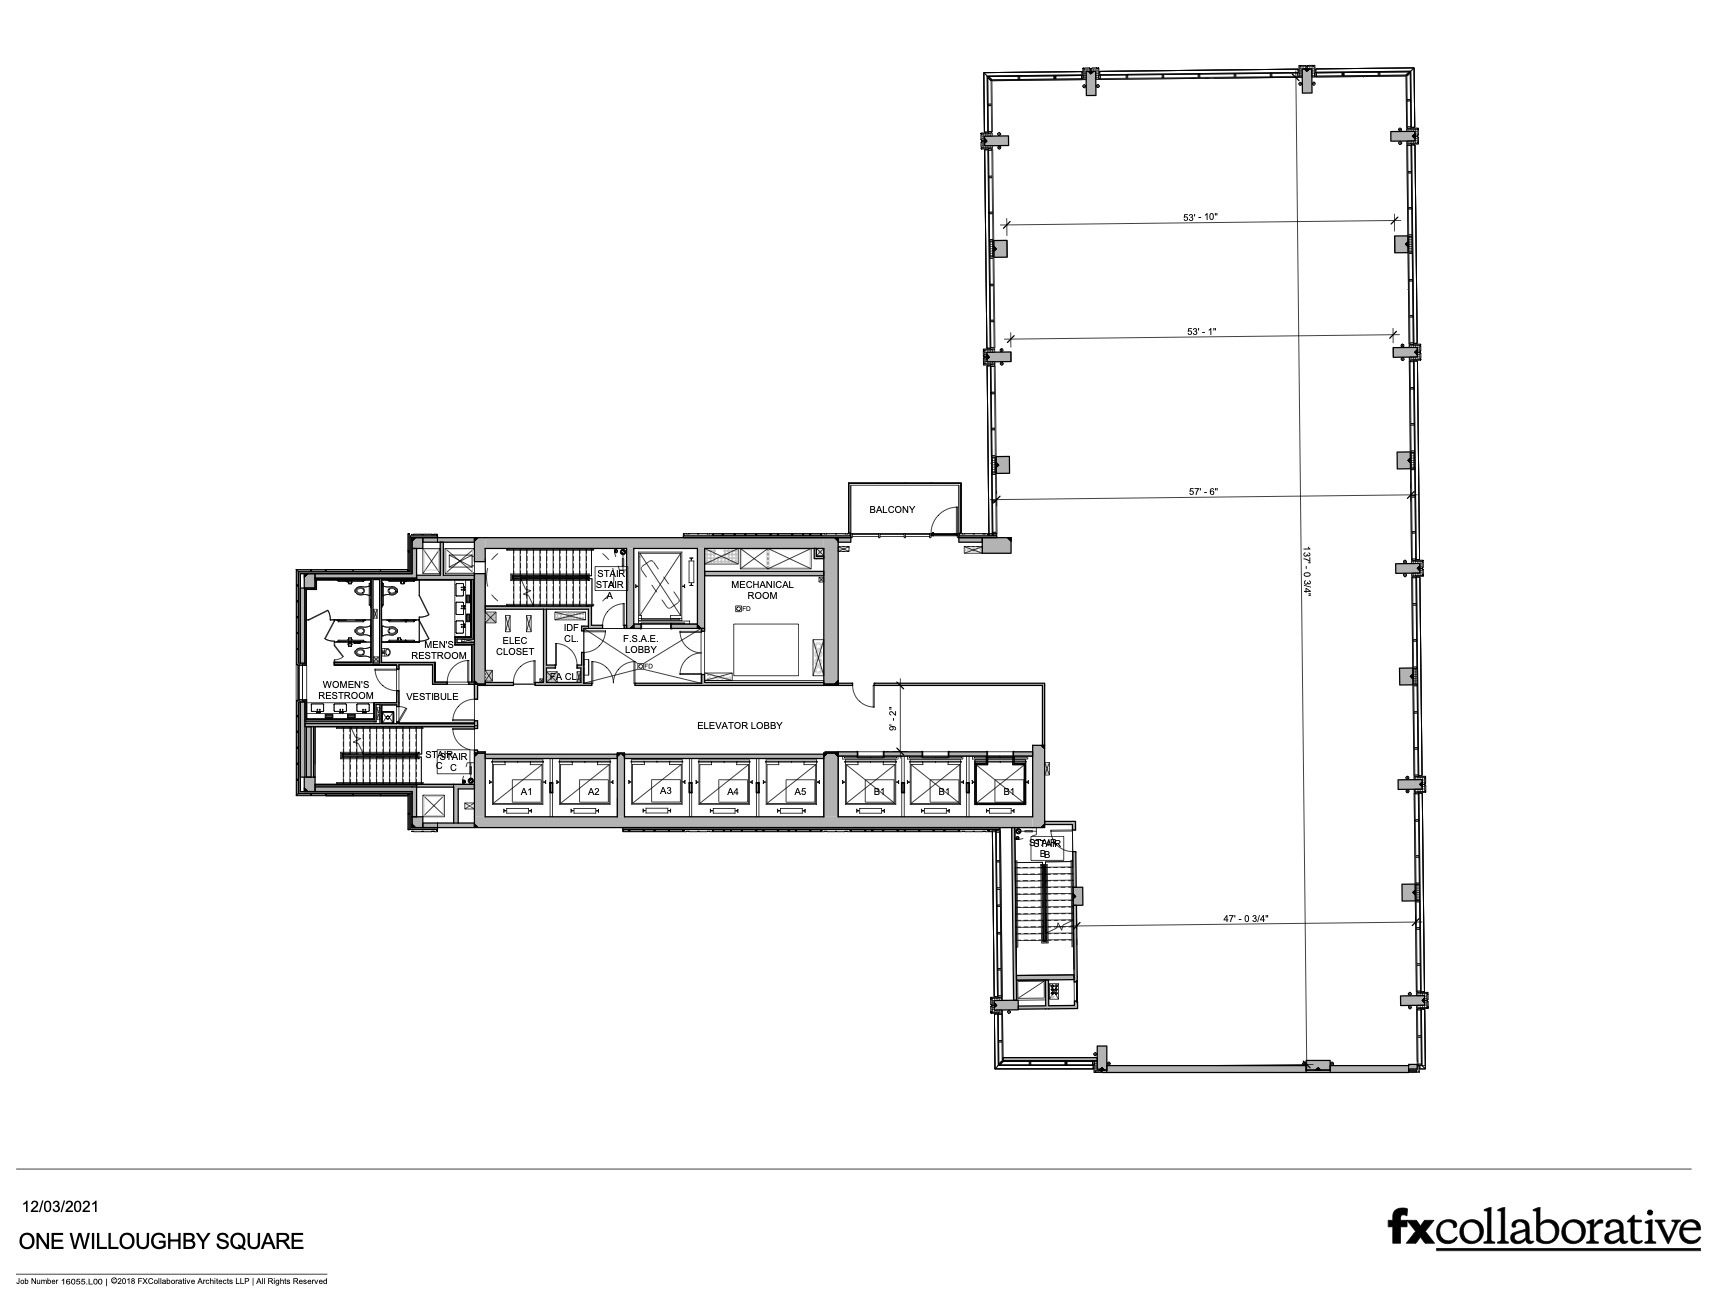 53' - 10"
53' - 1"
57' - 6"
BALCONY
137' - 0 3/4"
STAIR
STAIR
A
MECHANICAL
ROOM
FD
IDF
CL.
ELEC
CLOSET
F.S.A.E.
LOBBY
FD
FA CL.
MEN'S
RESTROOM
WOMEN'S
RESTROOM
VESTIBULE
ELEVATOR LOBBY
9' - 2"
STAIR
C
STAIR
C
A1
A2
A3
A4
A5
B1
B1
B1
STAIR
B
STAIR
B
47' - 0 3/4"
12/03/2021
ONE WILLOUGHBY SQUARE
fxcollaborative
Job Number 16055.L00 | ©2018 FXCollaborative Architects LLP | All Rights Reserved